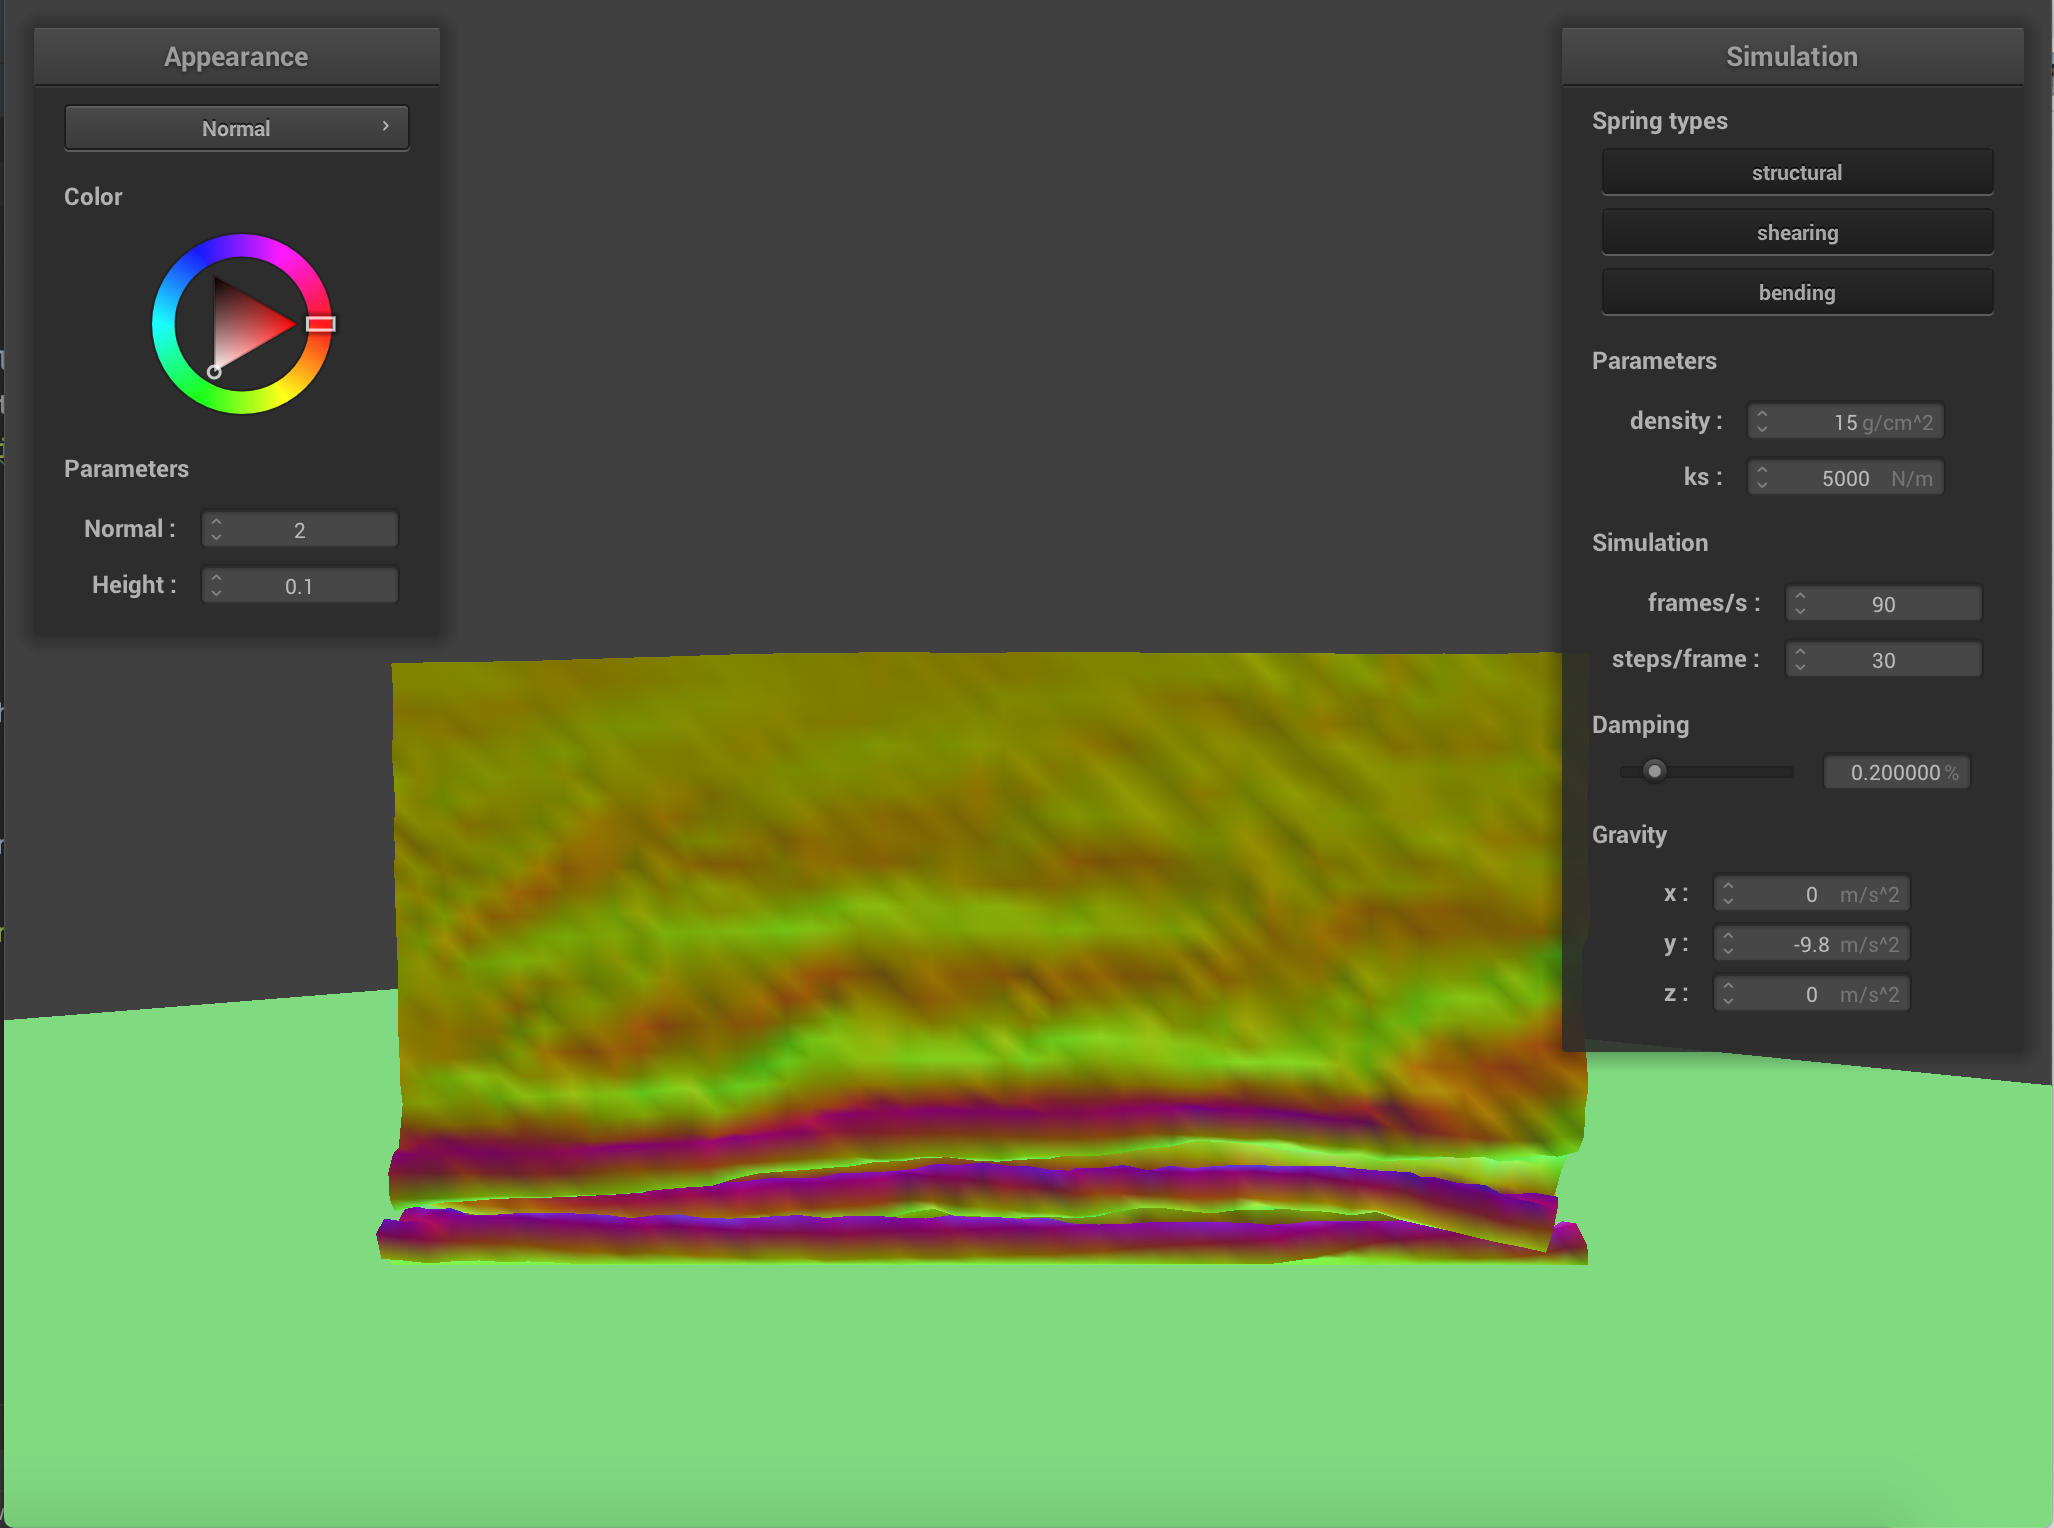 Appearance
Normal
Color
Parameters
Normal : 2
Height : 0.1
Simulation
Spring types
structural
shearing
bending
Parameters
density : 15 g/cm^2
ks : 5000 N/m
Simulation
frames/s : 90
steps/frame : 30
Damping
0.200000 %
Gravity
x : 0 m/s^2
y : -9.8 m/s^2
z : 0 m/s^2